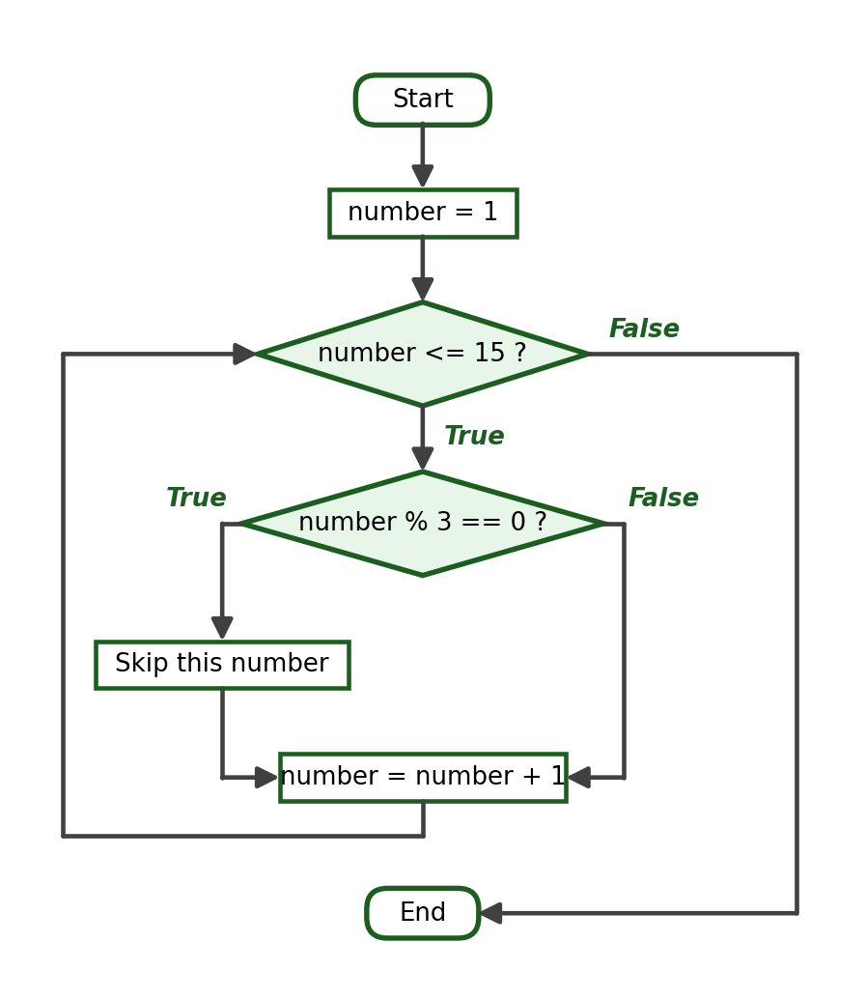 Start
number = 1
number <= 15 ?
False
True
True
number % 3 == 0 ?
False
Skip this number
number = number + 1
End